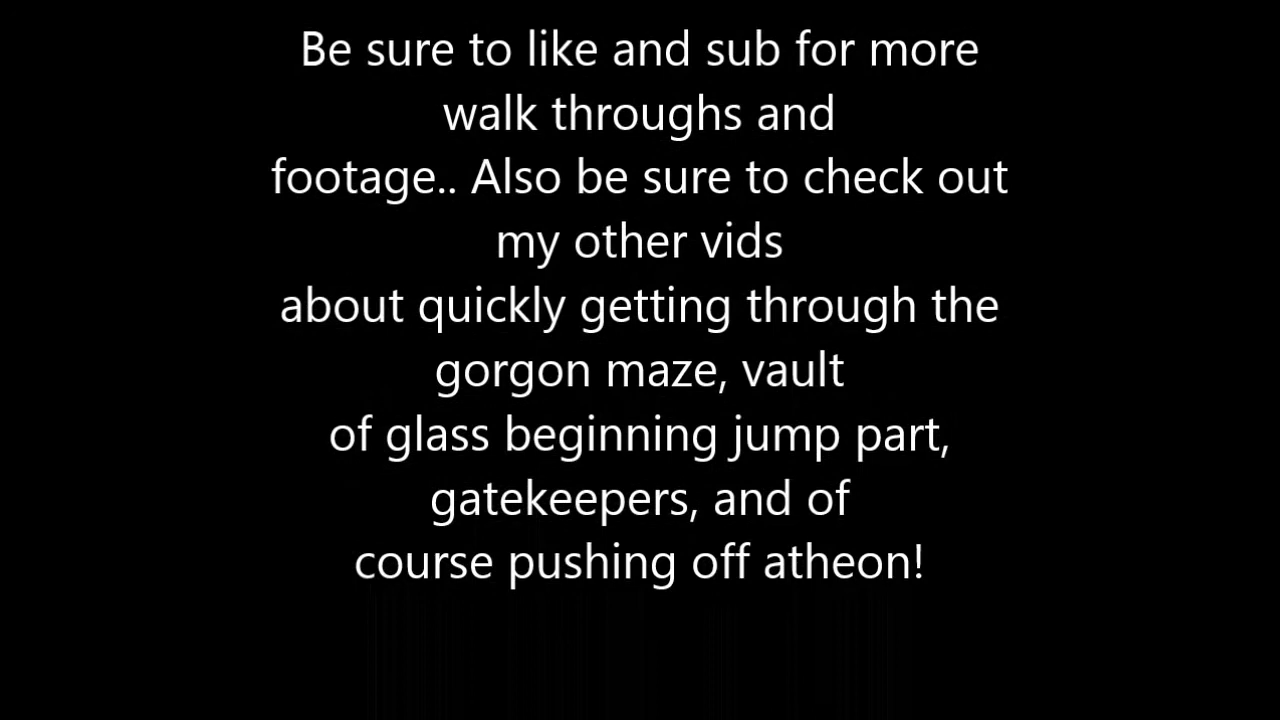 Be sure to like and sub for more
walk throughs and
footage.. Also be sure to check out
my other vids
about quickly getting through the
gorgon maze, vault
of glass beginning jump part,
gatekeepers, and of
course pushing off atheon!